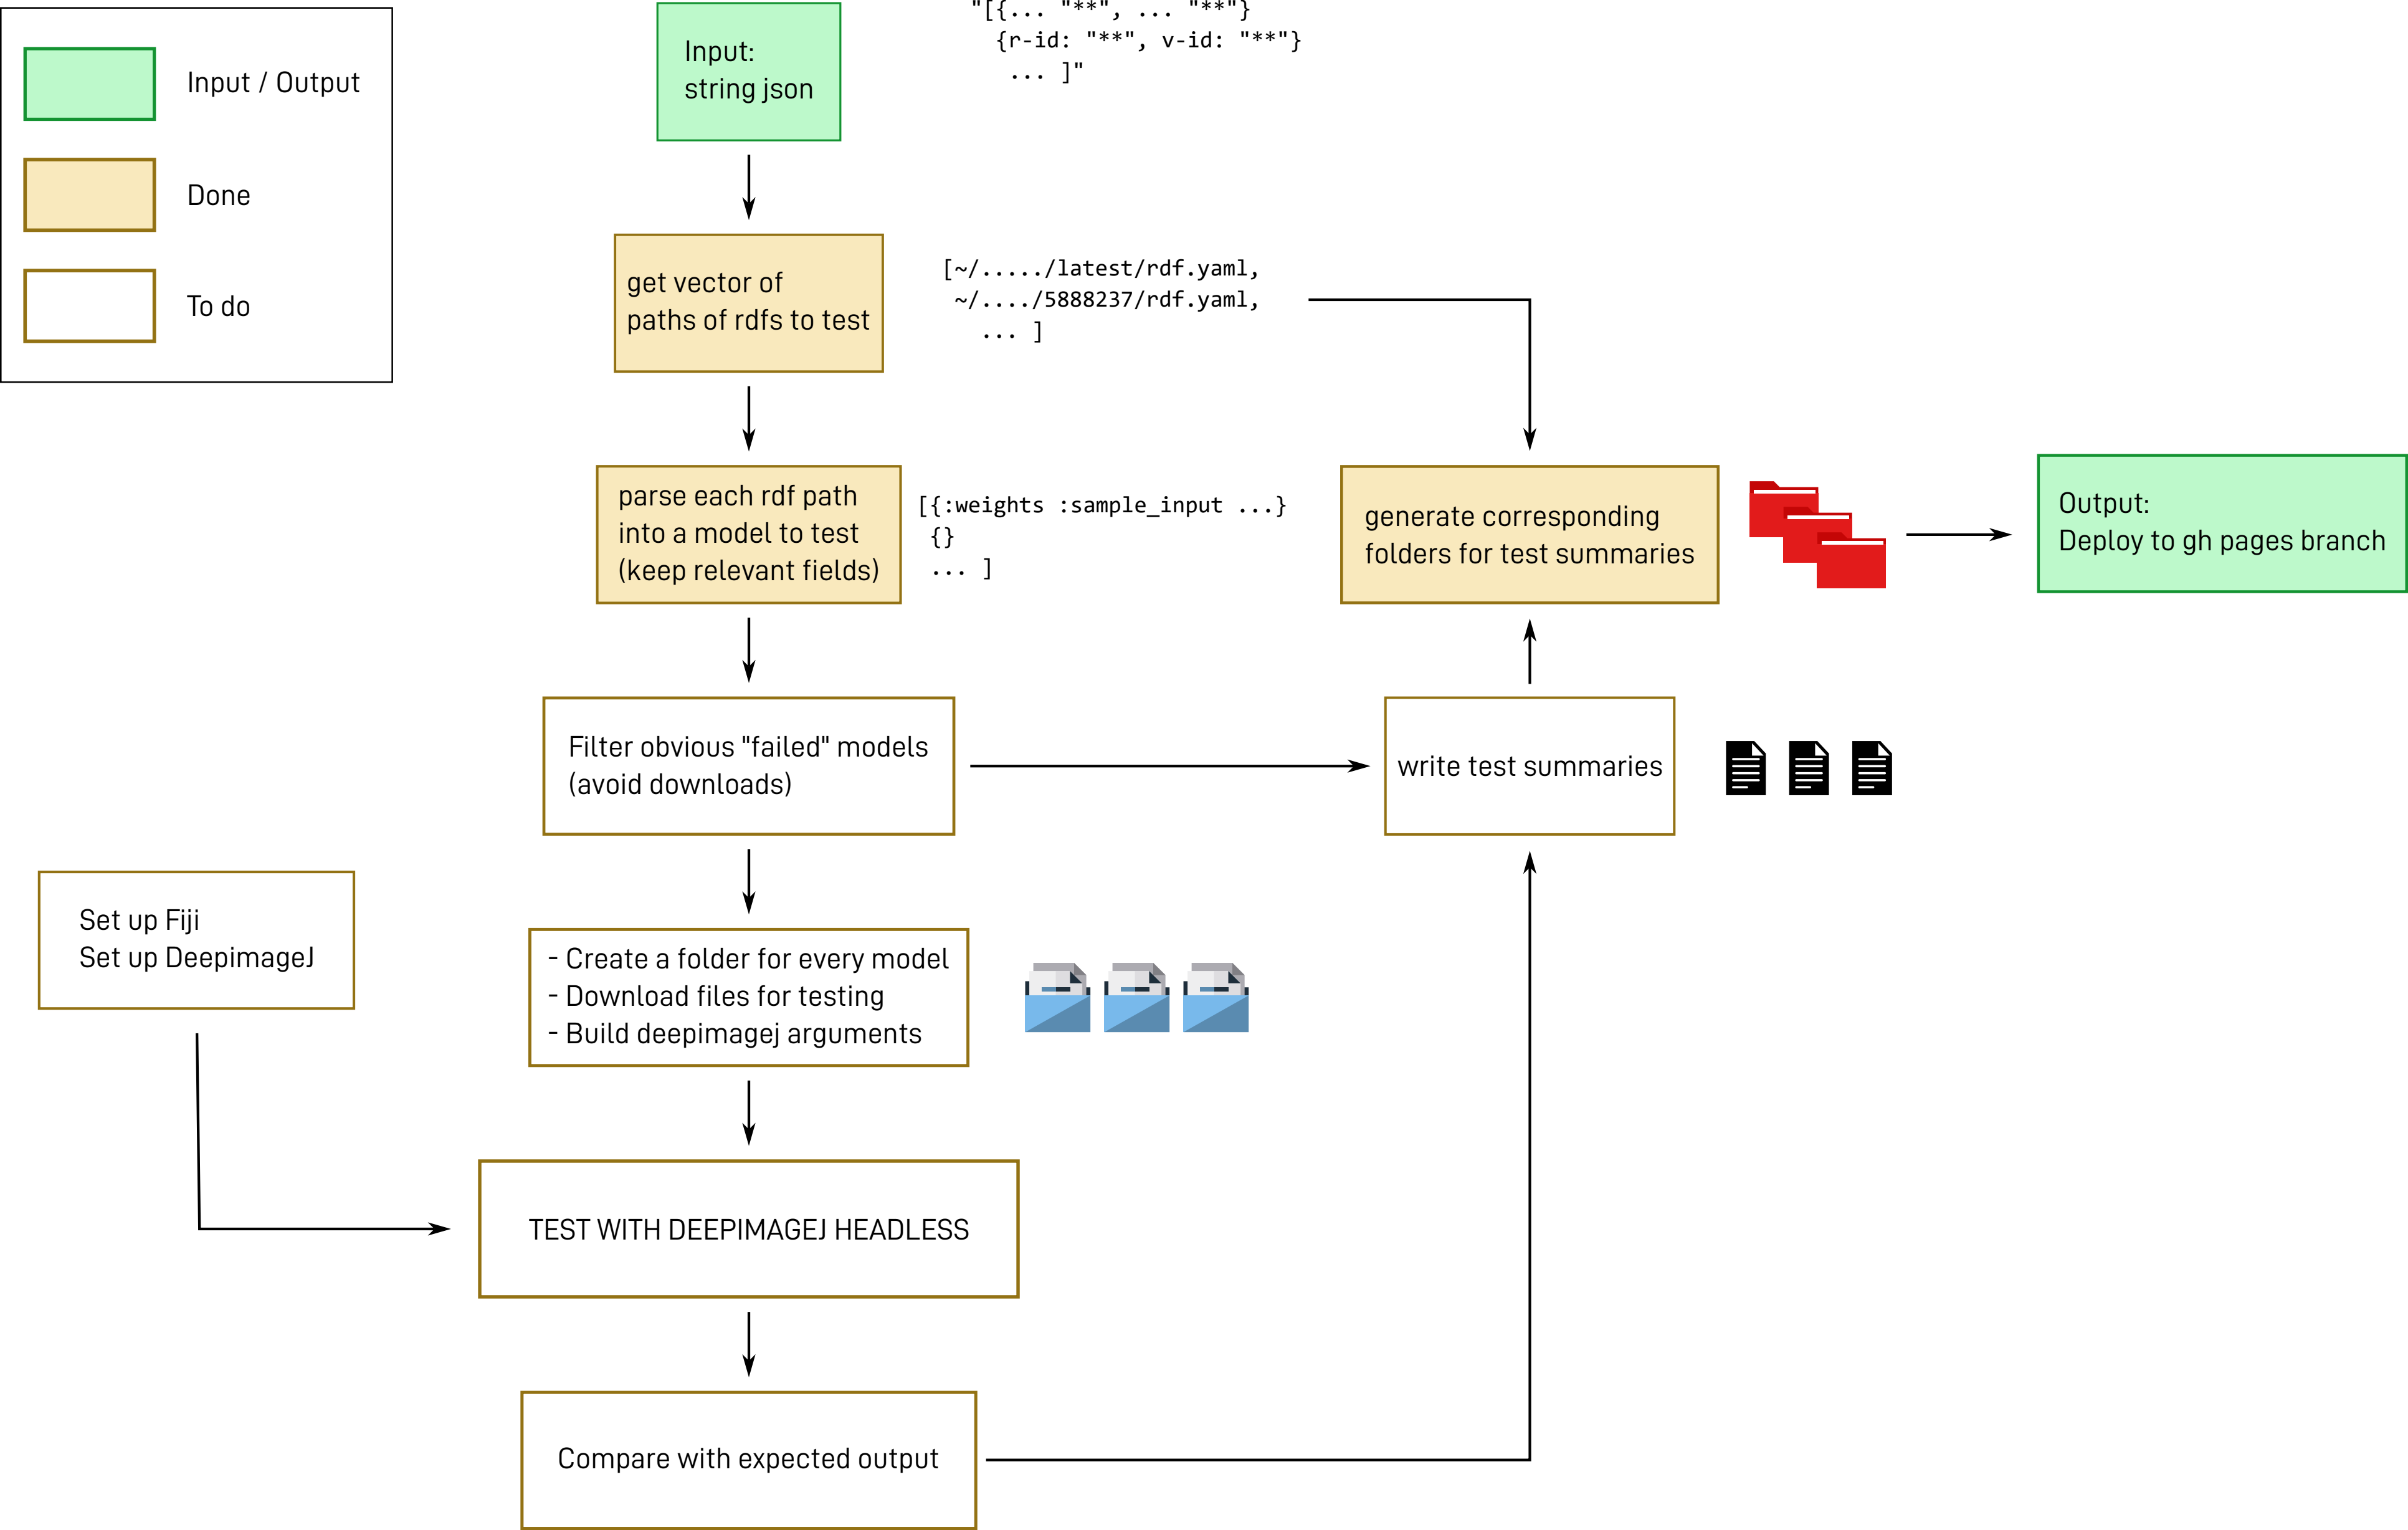 Input / Output
Done
To do
Input:
string json
"[{... "**", ... "**"}
{r-id: "**", v-id: "**"}
... ]"
get vector of
paths of rdfs to test
[~/...../latest/rdf.yaml,
~/..../5888237/rdf.yaml,
... ]
parse each rdf path
into a model to test
(keep relevant fields)
[{:weights :sample_input ...}
{}
... ]
generate corresponding
folders for test summaries
Output:
Deploy to gh pages branch
Filter obvious "failed" models
(avoid downloads)
write test summaries
Set up Fiji
Set up DeepimageJ
- Create a folder for every model
- Download files for testing
- Build deepimagej arguments
TEST WITH DEEPIMAGEJ HEADLESS
Compare with expected output